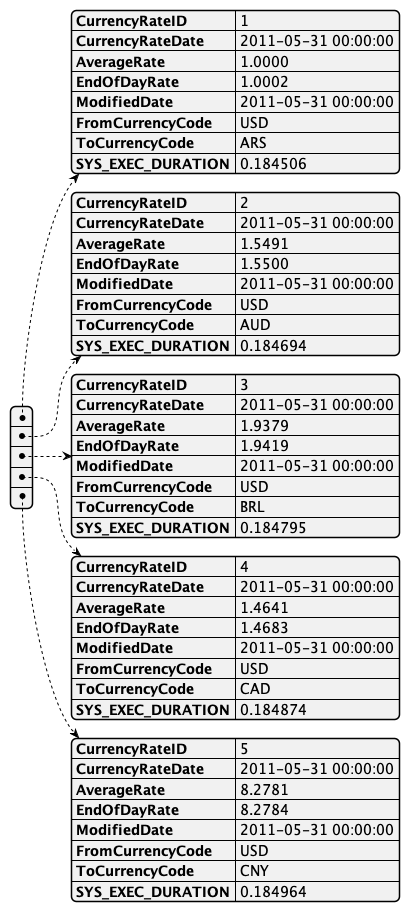 CurrencyRateID 1
CurrencyRateDate 2011-05-31 00:00:00
AverageRate 1.0000
EndOfDayRate 1.0002
ModifiedDate 2011-05-31 00:00:00
FromCurrencyCode USD
ToCurrencyCode ARS
SYS_EXEC_DURATION 0.184506
CurrencyRateID 2
CurrencyRateDate 2011-05-31 00:00:00
AverageRate 1.5491
EndOfDayRate 1.5500
ModifiedDate 2011-05-31 00:00:00
FromCurrencyCode USD
ToCurrencyCode AUD
SYS_EXEC_DURATION 0.184694
CurrencyRateID 3
CurrencyRateDate 2011-05-31 00:00:00
AverageRate 1.9379
EndOfDayRate 1.9419
ModifiedDate 2011-05-31 00:00:00
FromCurrencyCode USD
ToCurrencyCode BRL
SYS_EXEC_DURATION 0.184795
CurrencyRateID 4
CurrencyRateDate 2011-05-31 00:00:00
AverageRate 1.4641
EndOfDayRate 1.4683
ModifiedDate 2011-05-31 00:00:00
FromCurrencyCode USD
ToCurrencyCode CAD
SYS_EXEC_DURATION 0.184874
CurrencyRateID 5
CurrencyRateDate 2011-05-31 00:00:00
AverageRate 8.2781
EndOfDayRate 8.2784
ModifiedDate 2011-05-31 00:00:00
FromCurrencyCode USD
ToCurrencyCode CNY
SYS_EXEC_DURATION 0.184964